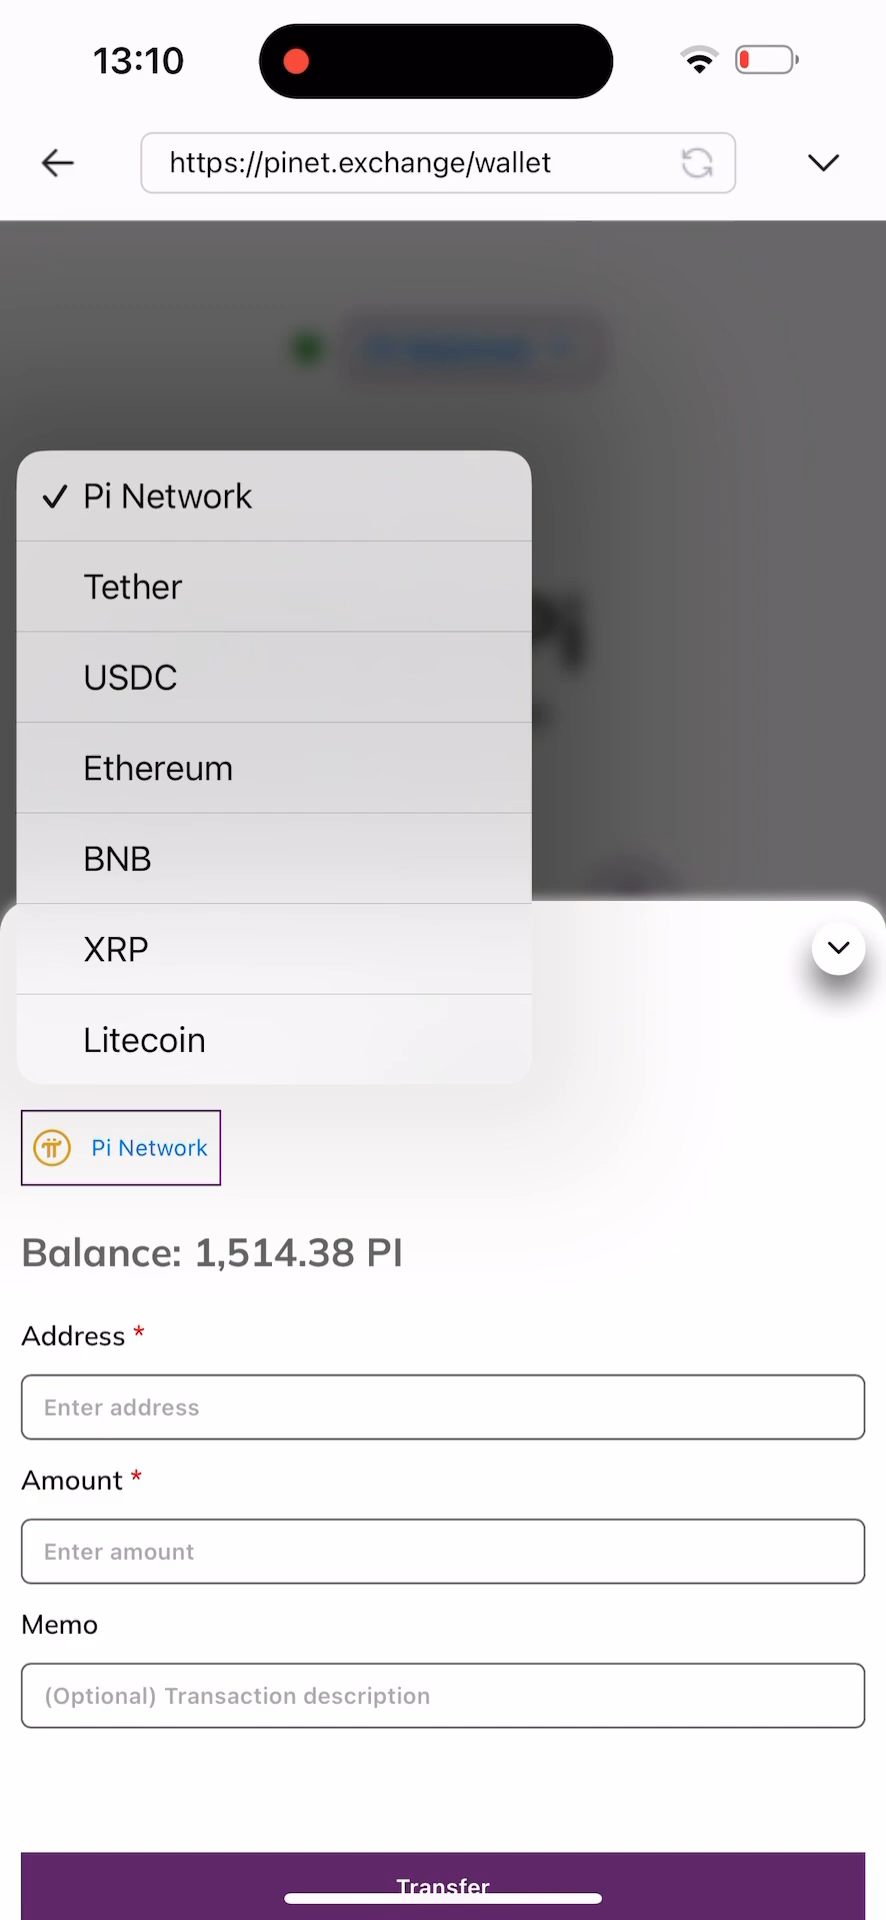 13:10
https://pinet.exchange/wallet
✓ Pi Network
Tether
USDC
Ethereum
BNB
XRP
Litecoin
Pi Network
Balance: 1,514.38 PI
Address *
Enter address
Amount *
Enter amount
Memo
(Optional) Transaction description
Transfer